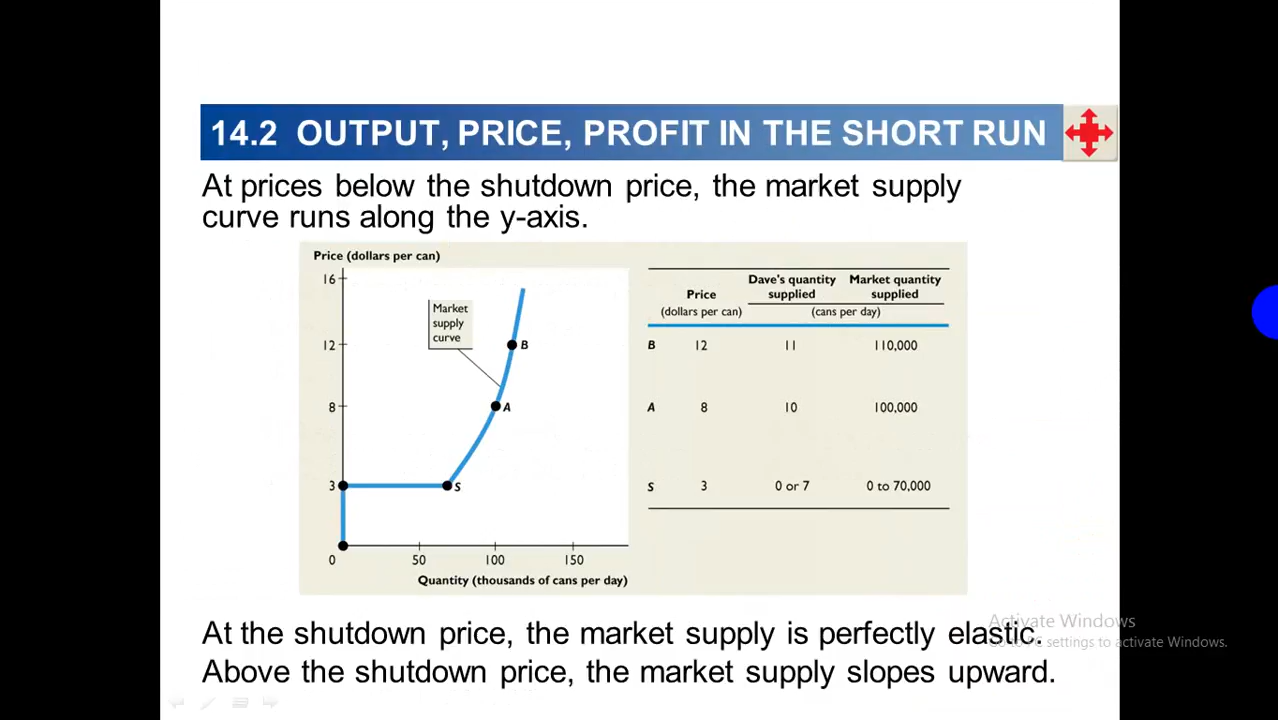 14.2 OUTPUT, PRICE, PROFIT IN THE SHORT RUN
At prices below the shutdown price, the market supply
curve runs along the y-axis.
Price (dollars per can)
16
12
8
3
0
Market
supply
curve
B
A
S
50 100 150
Quantity (thousands of cans per day)
Dave's quantity Market quantity
Price supplied supplied
(dollars per can) (cans per day)
B 12 11 110,000
A 8 10 100,000
S 3 0 or 7 0 to 70,000
At the shutdown price, the market supply is perfectly elastic.
Above the shutdown price, the market supply slopes upward.
Activate Windows
Go to PC settings to activate Windows.